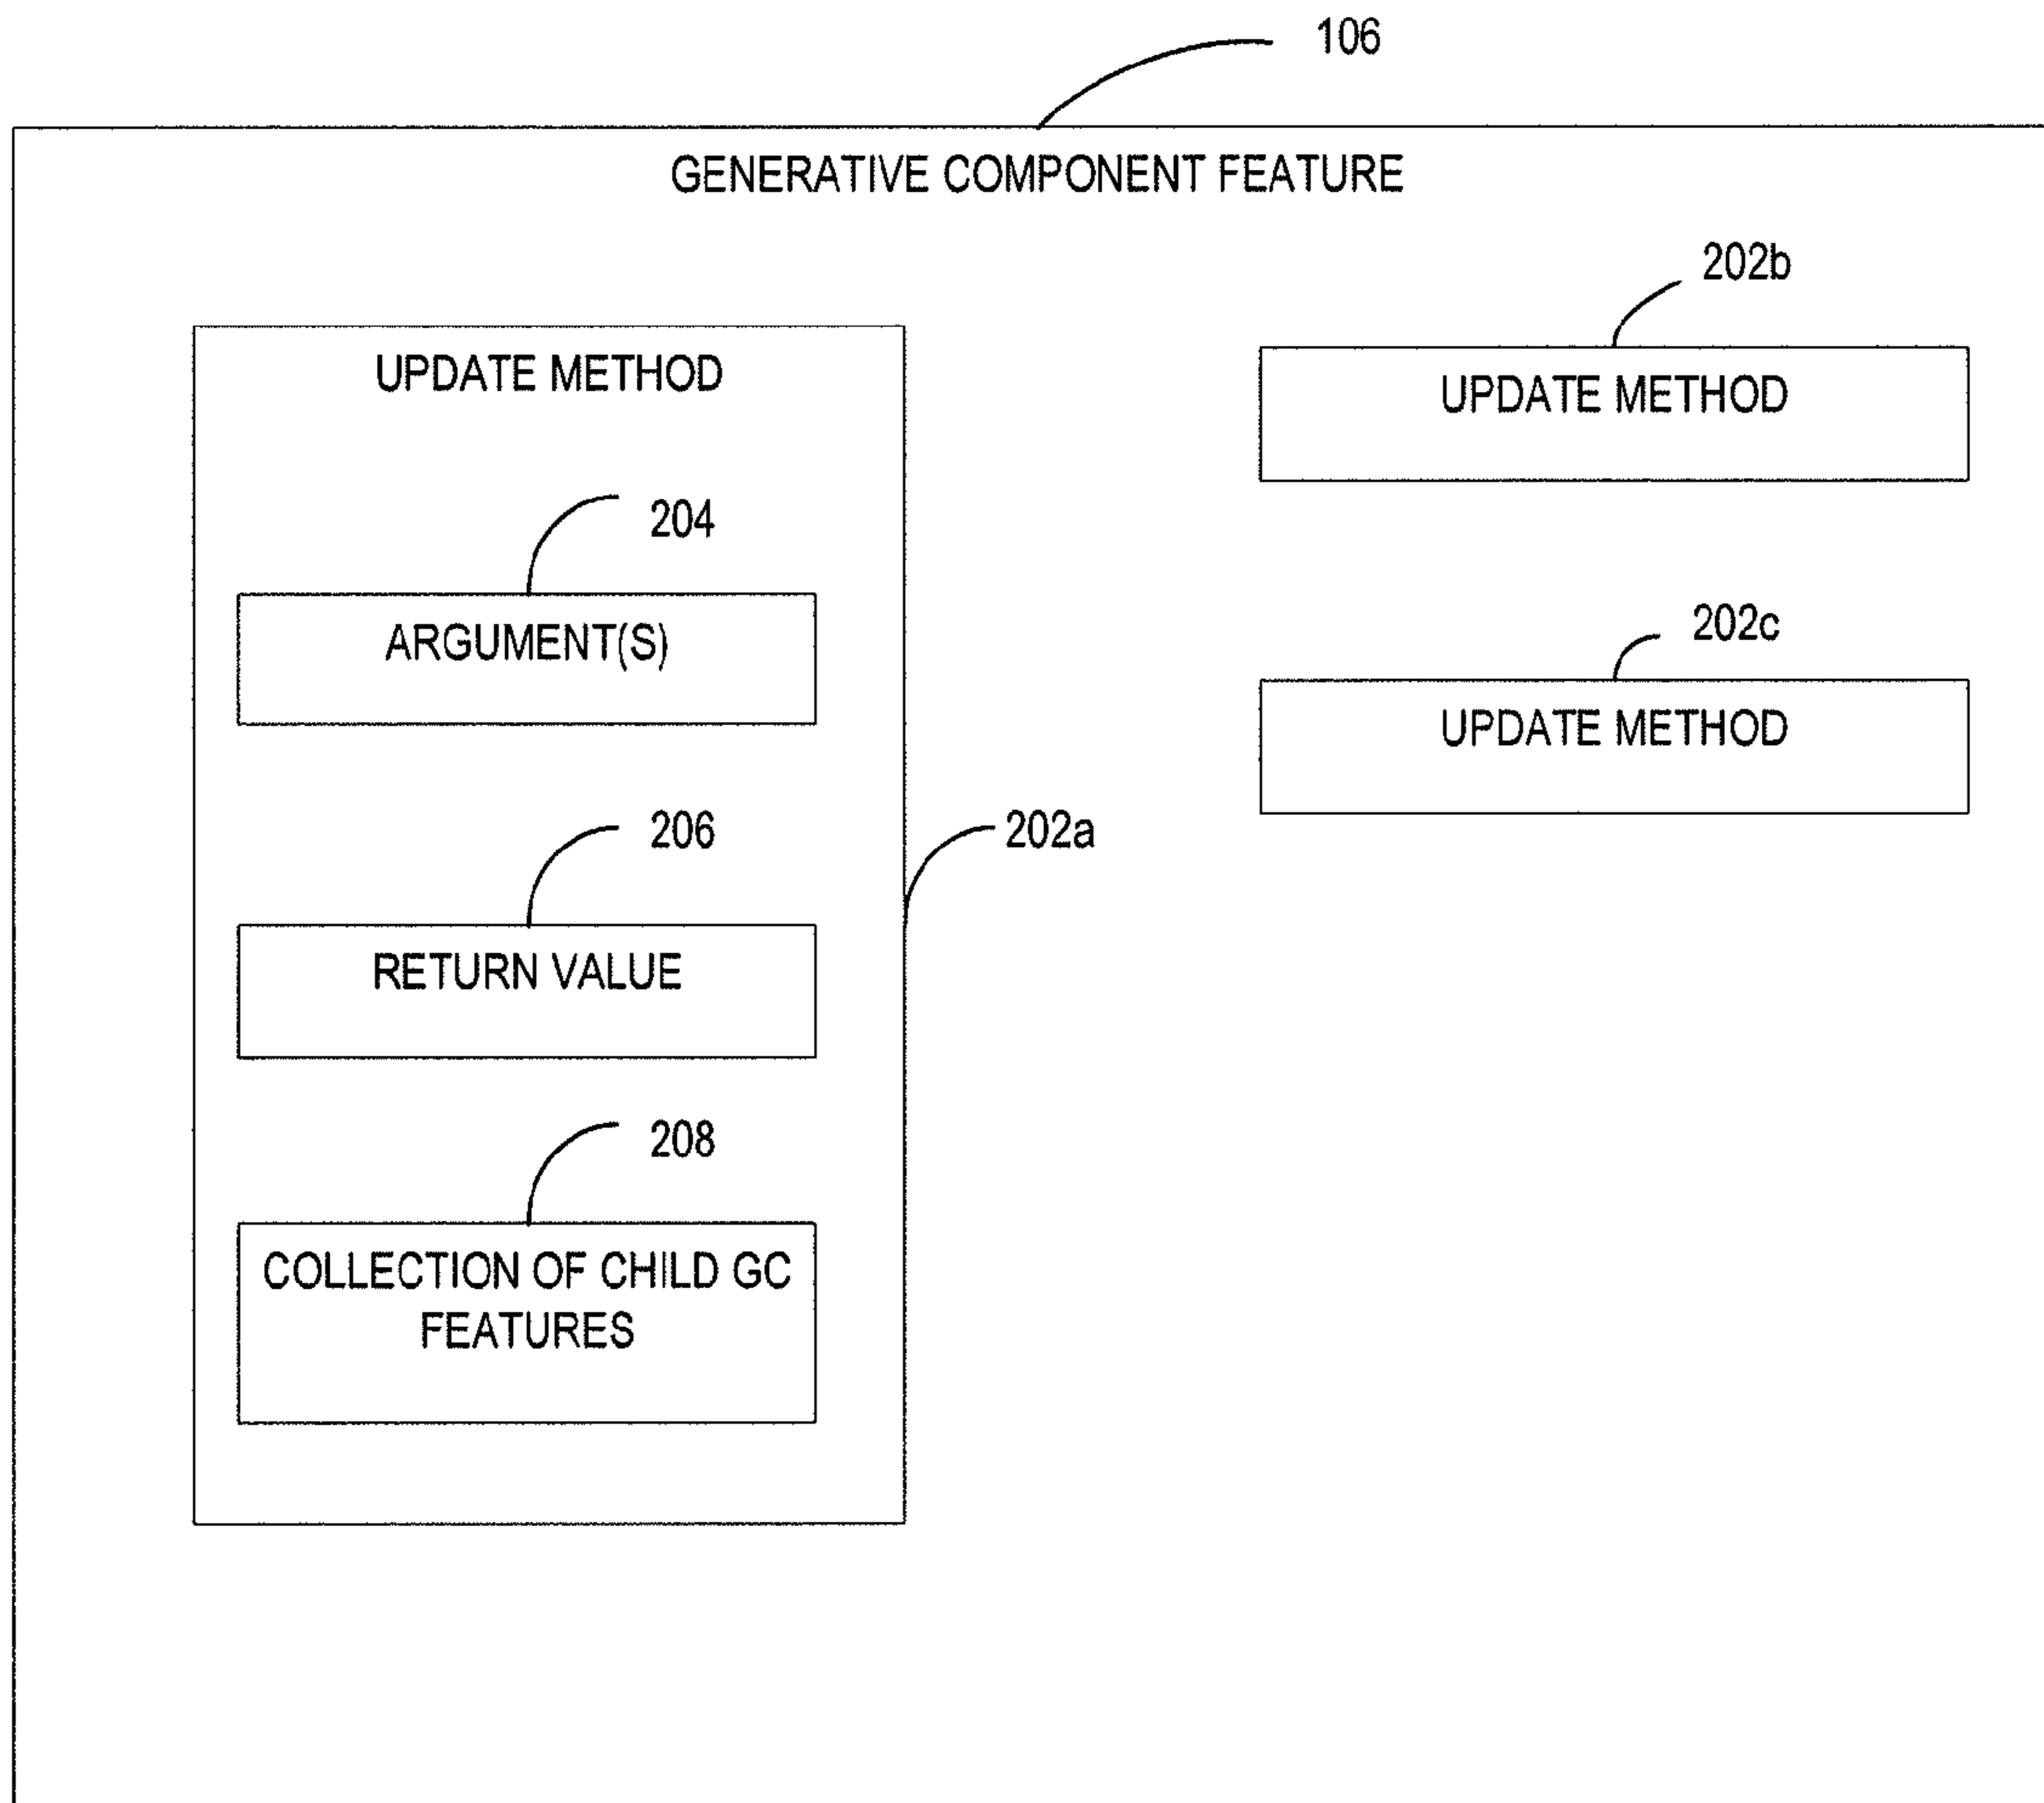 106
GENERATIVE COMPONENT FEATURE
202b
UPDATE METHOD
UPDATE METHOD
204
ARGUMENT(S)
202c
UPDATE METHOD
206
202a
RETURN VALUE
208
COLLECTION OF CHILD GC
FEATURES